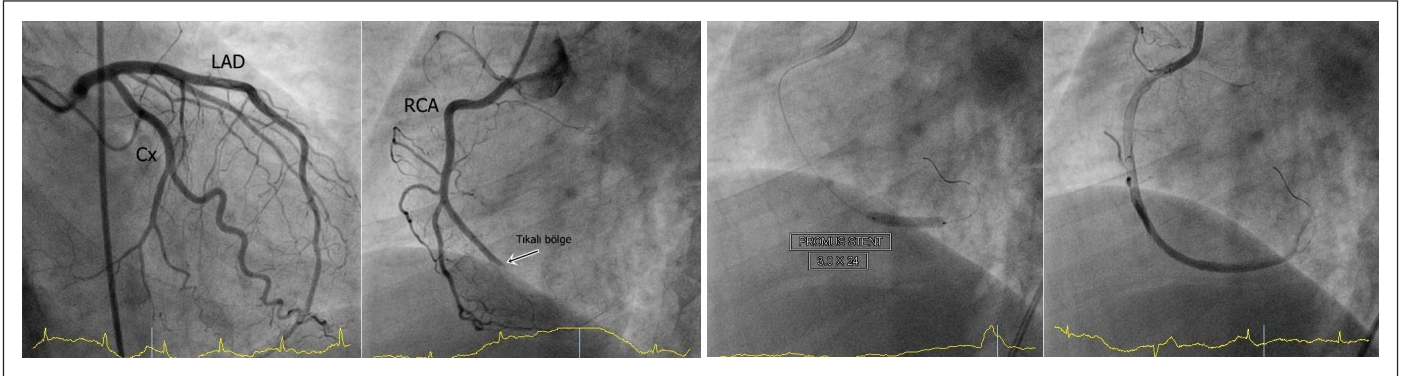 LAD
Cx
RCA
Tıkalı bölge
PROMUS STENT
3.0 X 24